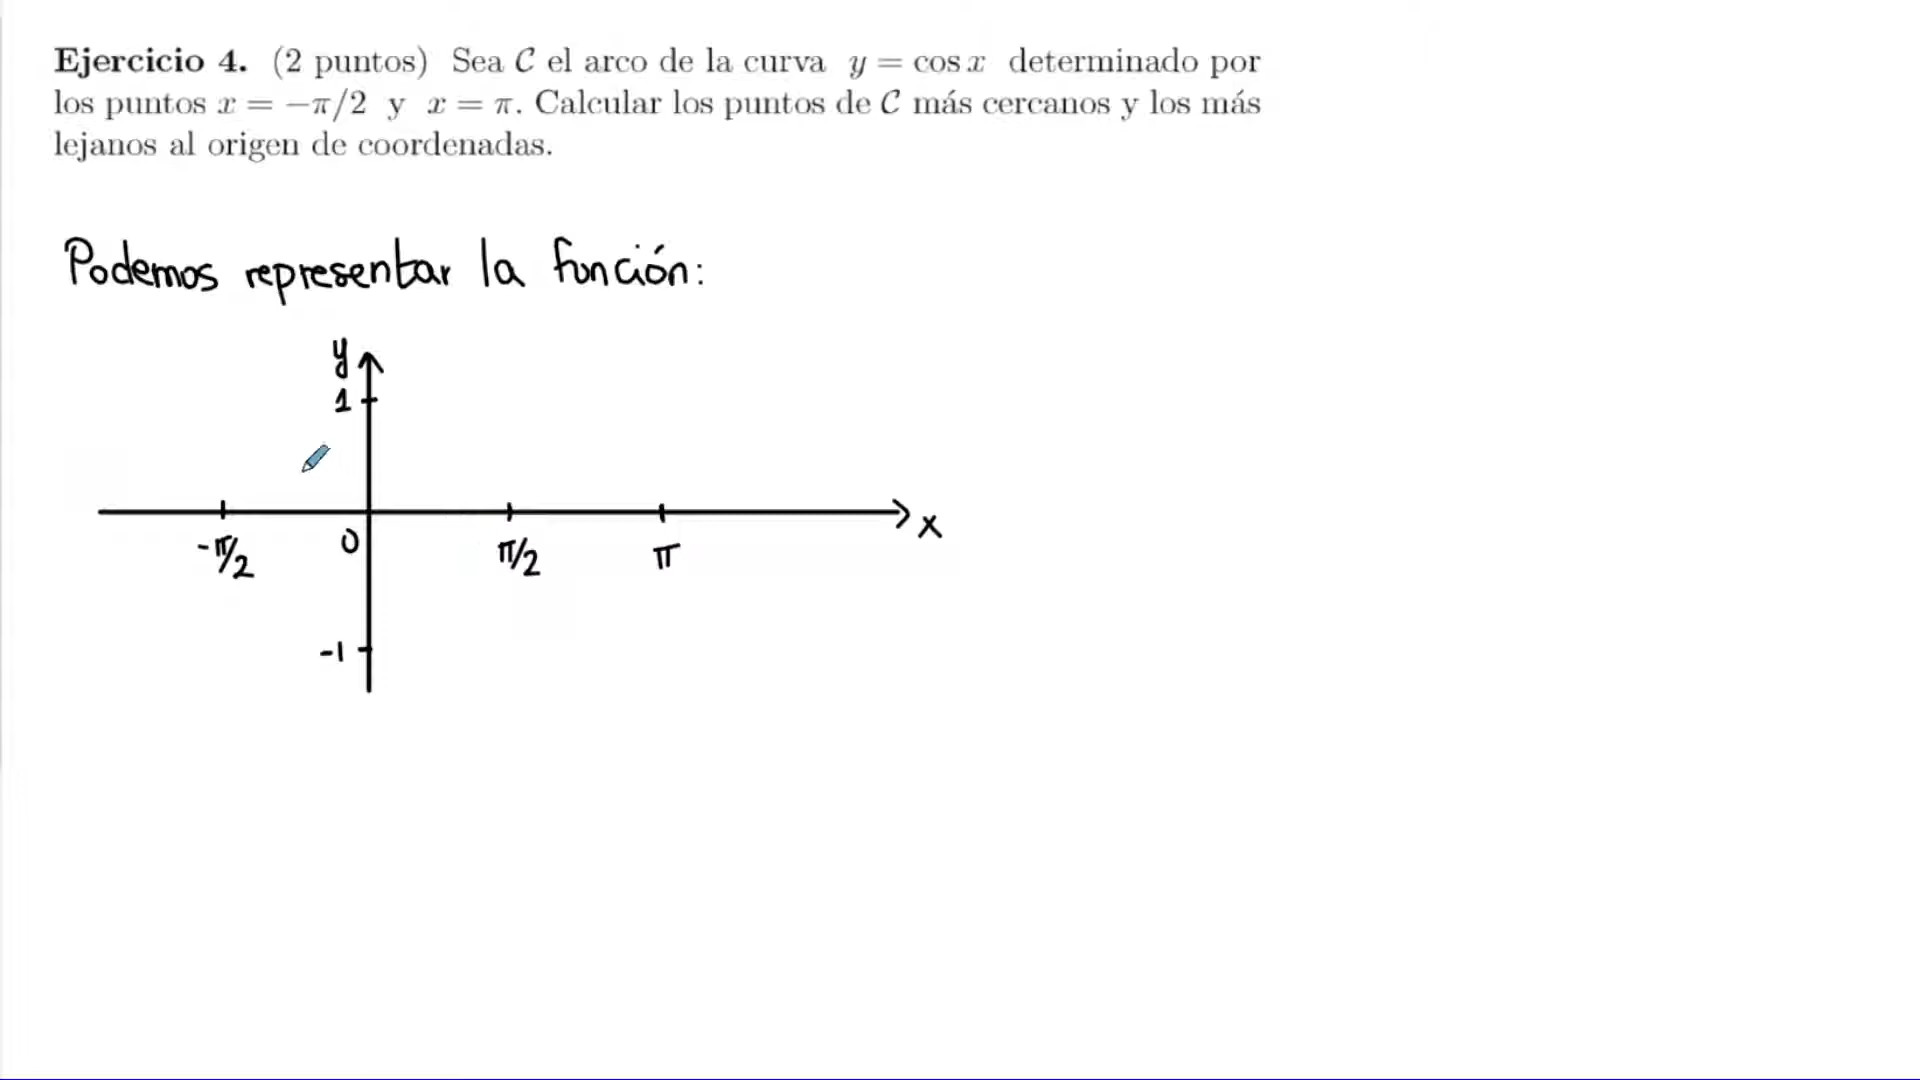 Ejercicio 4. (2 puntos) Sea 𝒞 el arco de la curva y = cos x determinado por
los puntos x = −π/2 y x = π. Calcular los puntos de 𝒞 más cercanos y los más
lejanos al origen de coordenadas.
Podemos representar la función:
y
1
-π/2
0
π/2
π
x
-1